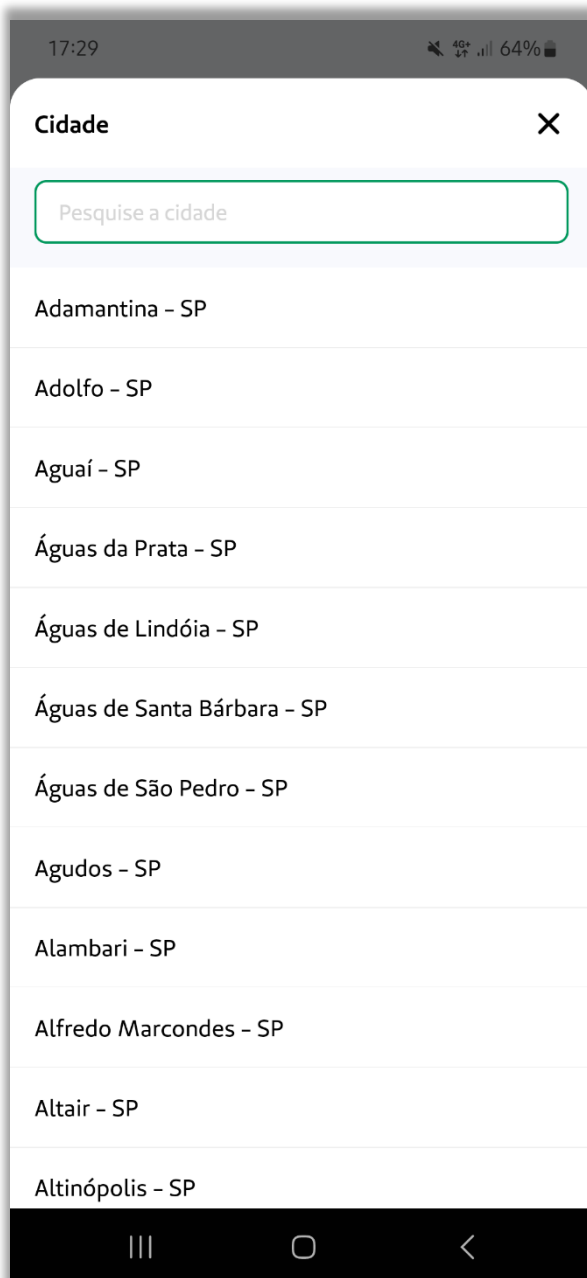 17:29 4G+ 64%
Cidade
Pesquise a cidade
Adamantina – SP
Adolfo – SP
Aguaí – SP
Águas da Prata – SP
Águas de Lindóia – SP
Águas de Santa Bárbara – SP
Águas de São Pedro – SP
Agudos – SP
Alambari – SP
Alfredo Marcondes – SP
Altair – SP
Altinópolis – SP